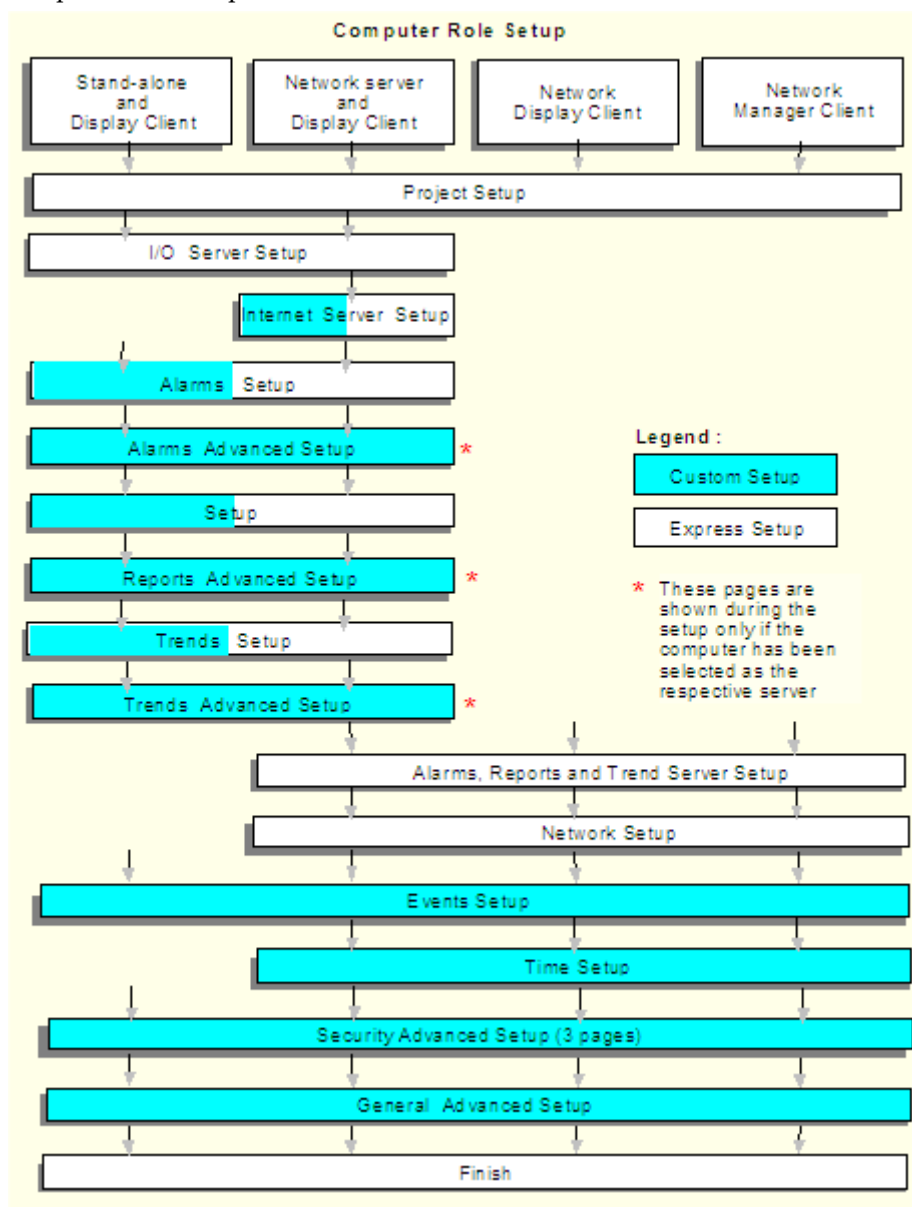 Computer Role Setup
Stand-alone
and
Display Client
Network server
and
Display Client
Network
Display Client
Network
Manager Client
Project Setup
I/O Server Setup
Internet Server Setup
Alarms Setup
Alarms Advanced Setup *
Setup
Reports Advanced Setup *
Trends Setup
Trends Advanced Setup *
Legend :
Custom Setup
Express Setup
* These pages are
shown during the
setup only if the
computer has been
selected as the
respective server
Alarms, Reports and Trend Server Setup
Network Setup
Events Setup
Time Setup
Security Advanced Setup (3 pages)
General Advanced Setup
Finish